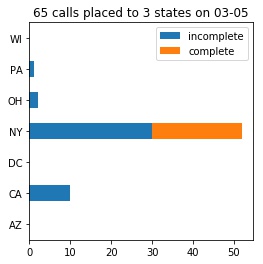 65 calls placed to 3 states on 03-05
incomplete
complete
WI
PA
OH
NY
DC
CA
AZ
0 10 20 30 40 50